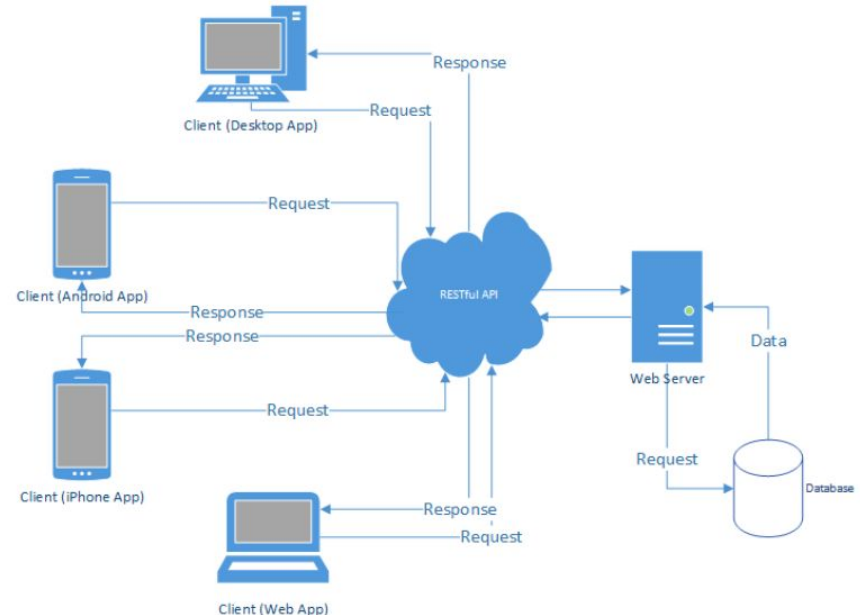 Response
Request
Client (Desktop App)
Request
Client (Android App)
Response
Response
RESTful API
Data
Web Server
Request
Client (iPhone App)
Request
Database
Response
Request
Client (Web App)